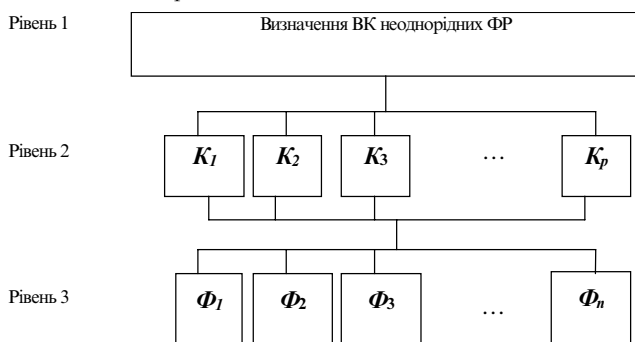 Рівень 1
Визначення ВК неоднорідних ФР
Рівень 2
K1 K2 K3 … Kp
Рівень 3
Ф1 Ф2 Ф3 … Фn